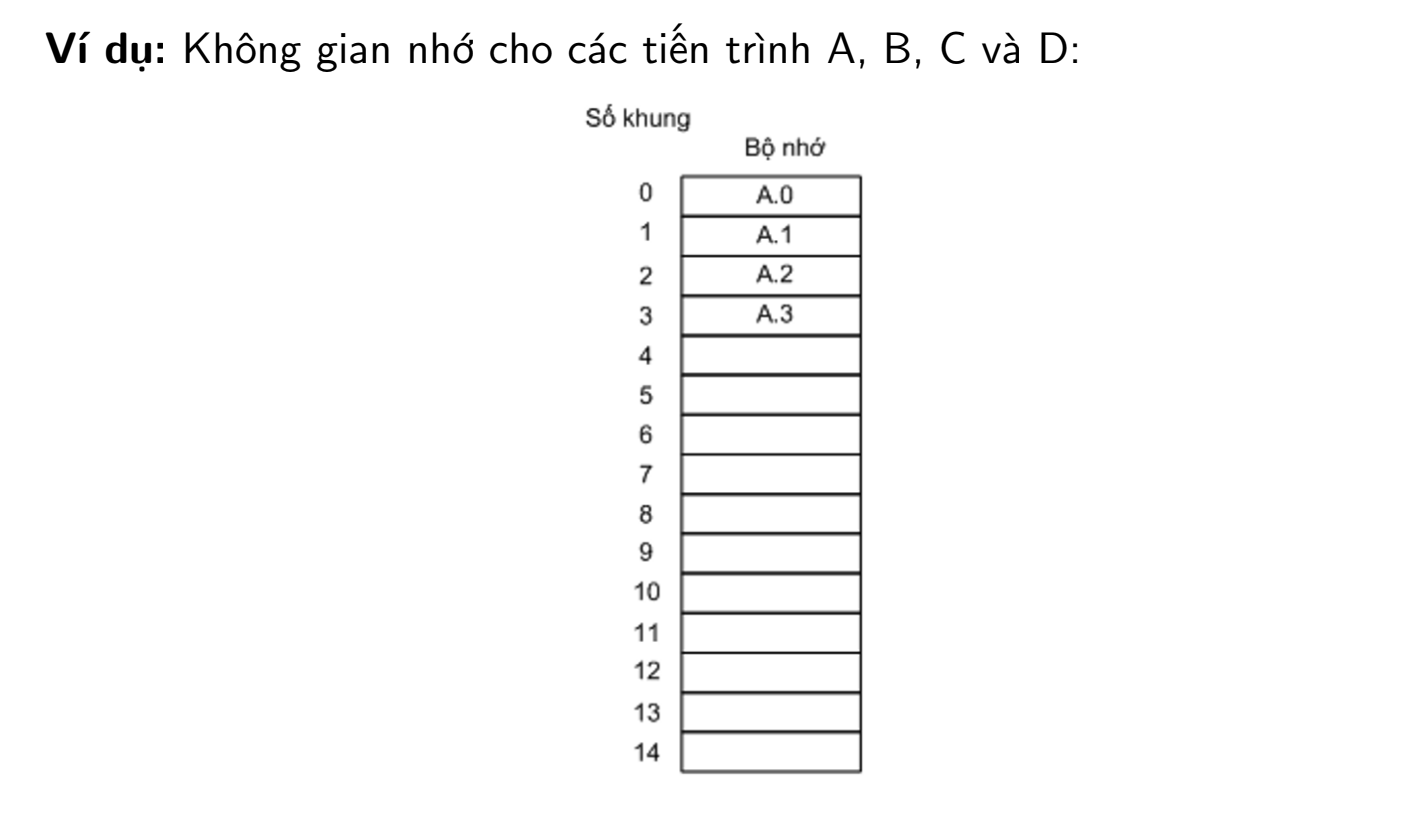 Ví dụ: Không gian nhớ cho các tiến trình A, B, C và D:
Số khung
Bộ nhớ
0 A.0
1 A.1
2 A.2
3 A.3
4
5
6
7
8
9
10
11
12
13
14